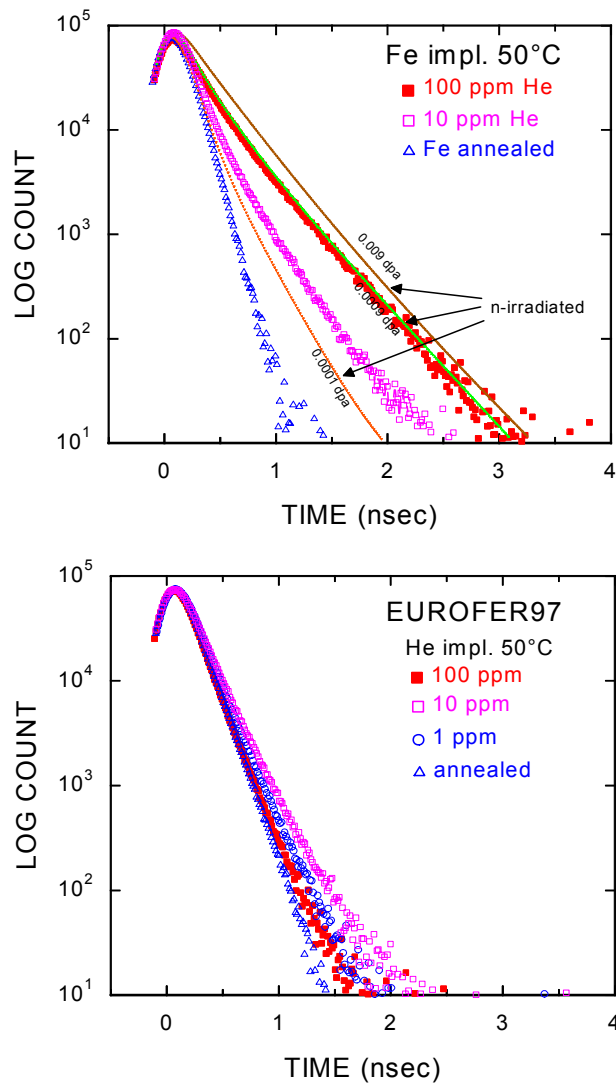 10^5
Fe impl. 50°C
100 ppm He
10 ppm He
Fe annealed
10^4
LOG COUNT
10^3
0.009 dpa
n-irradiated
0.0009 dpa
10^2
0.0001 dpa
10^1
0 1 2 3 4
TIME (nsec)
10^5
EUROFER97
He impl. 50°C
100 ppm
10 ppm
1 ppm
annealed
10^4
LOG COUNT
10^3
10^2
10^1
0 1 2 3 4
TIME (nsec)